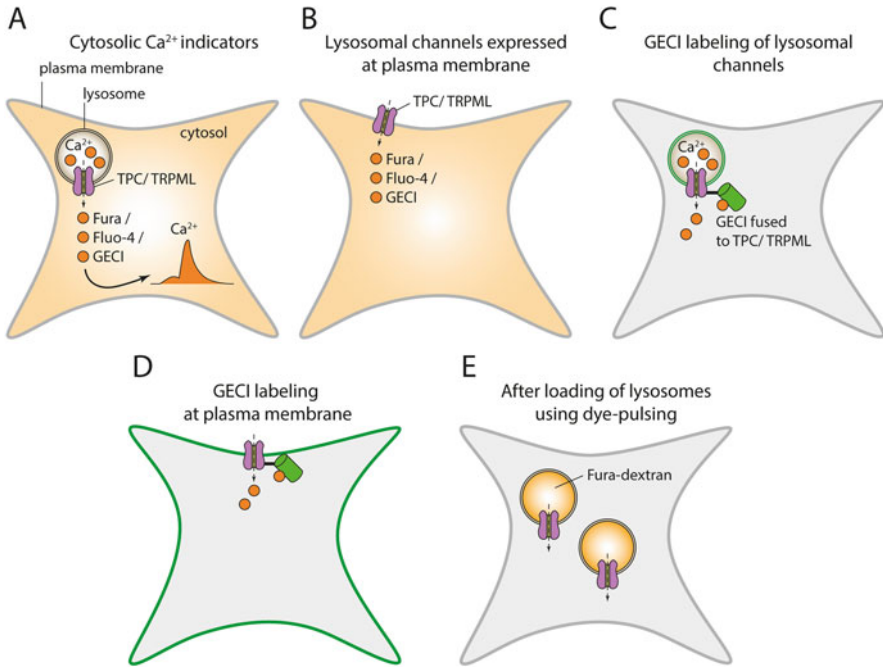 A
Cytosolic Ca²⁺ indicators
plasma membrane
lysosome
cytosol
Ca²⁺
TPC/ TRPML
Fura /
Fluo-4 /
GECI
Ca²⁺
B
Lysosomal channels expressed
at plasma membrane
TPC/ TRPML
Fura /
Fluo-4 /
GECI
C
GECI labeling of lysosomal
channels
Ca²⁺
GECI fused
to TPC/ TRPML
D
GECI labeling
at plasma membrane
E
After loading of lysosomes
using dye-pulsing
Fura-dextran